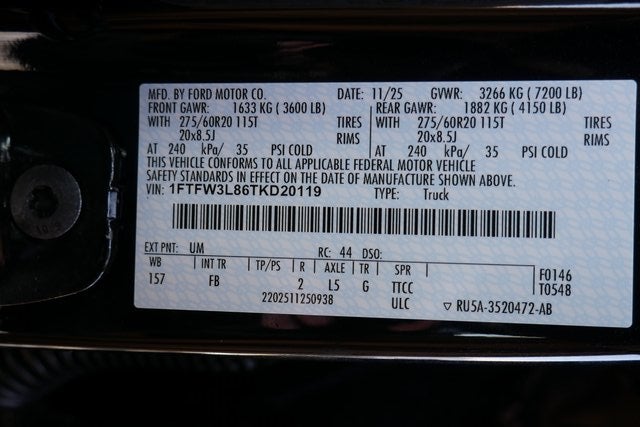 MFD. BY FORD MOTOR CO. DATE: 11/25 GVWR: 3266 KG ( 7200 LB)
FRONT GAWR: 1633 KG ( 3600 LB) REAR GAWR: 1882 KG ( 4150 LB)
WITH 275/60R20 115T TIRES WITH 275/60R20 115T TIRES
20x8.5J RIMS 20x8.5J RIMS
AT 240 kPa/ 35 PSI COLD AT 240 kPa/ 35 PSI COLD
THIS VEHICLE CONFORMS TO ALL APPLICABLE FEDERAL MOTOR VEHICLE
SAFETY STANDARDS IN EFFECT ON THE DATE OF MANUFACTURE SHOWN ABOVE.
VIN: 1FTFW3L86TKD20119 TYPE: Truck
EXT PNT: UM RC: 44 DSO:
WB INT TR TP/PS R AXLE TR SPR F0146
157 FB 2 L5 G TTCC T0548
2202511250938 ULC ▽ RU5A-3520472-AB